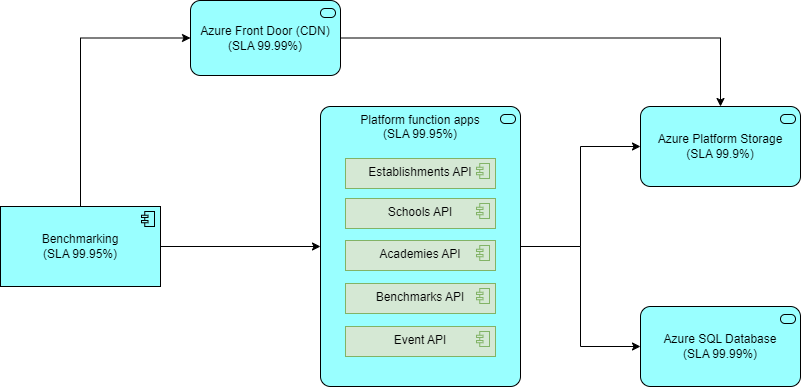 Azure Front Door (CDN)
(SLA 99.99%)
Platform function apps
(SLA 99.95%)
Establishments API
Schools API
Academies API
Benchmarks API
Event API
Azure Platform Storage
(SLA 99.9%)
Benchmarking
(SLA 99.95%)
Azure SQL Database
(SLA 99.99%)